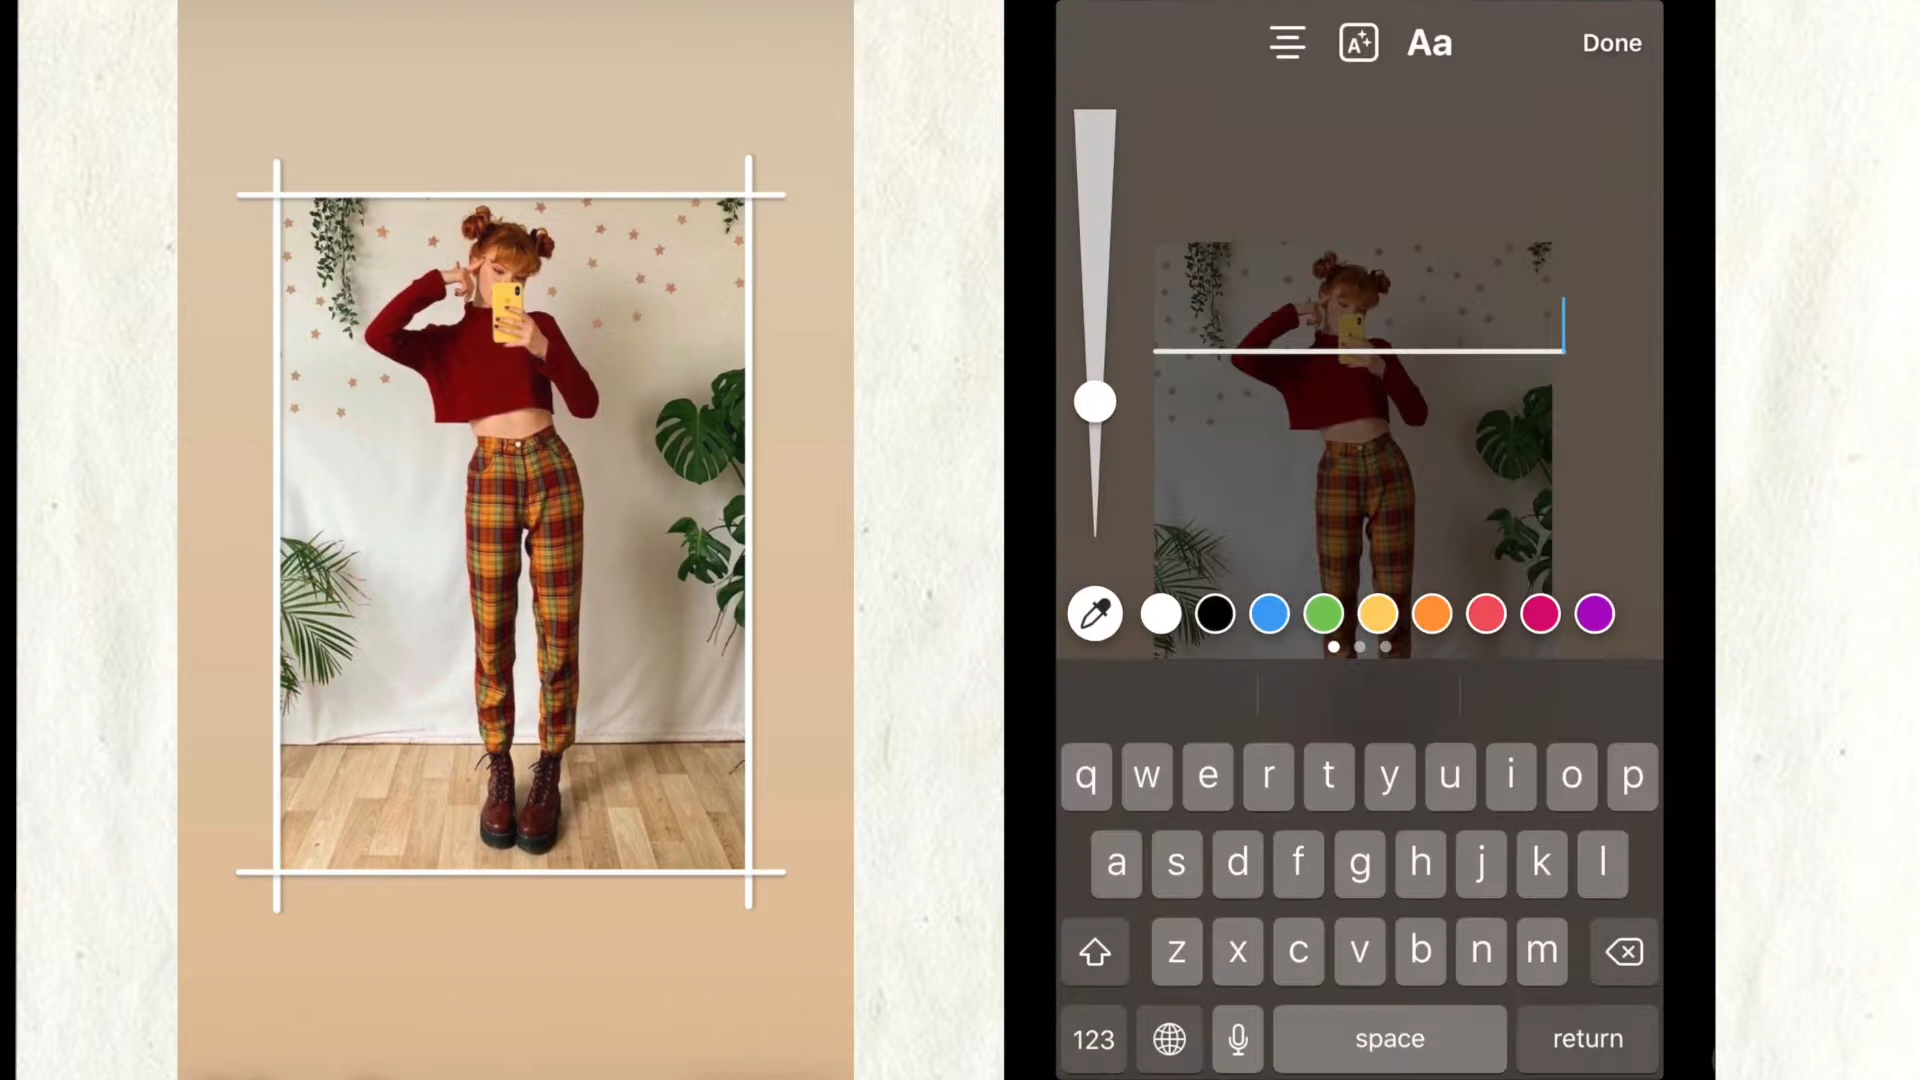 Aa
Done
q w e r t y u i o p
a s d f g h j k l
z x c v b n m
123 space return